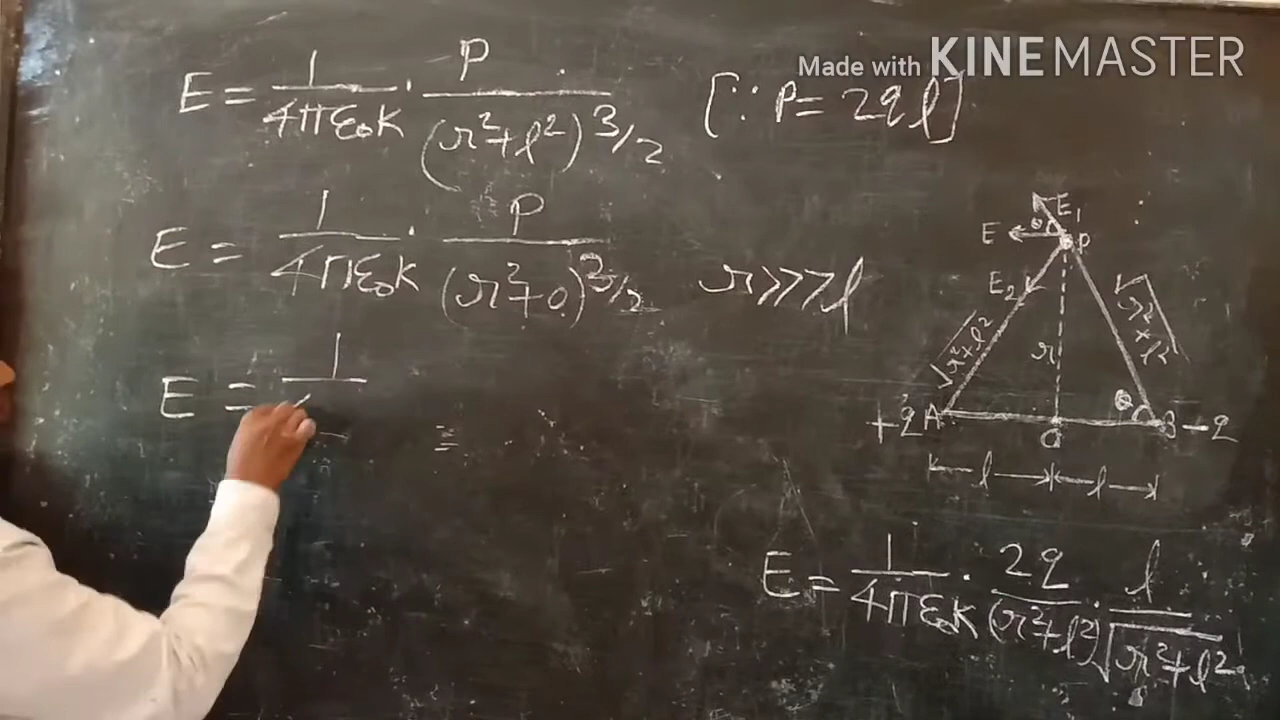 Made with KINEMASTER
E = 1/4πε₀k · P/(r²+l²)^3/2 [∵ P = 2ql]
E = 1/4πε₀k · P/(r²+0)^3/2 r>>>l
E = 1
E₁
E θ P
E₂
√r²+l² r √r²+l²
+q A O θ B -q
l l
E = 1/4πε₀k · 2q/(r²+l²) · l/√r²+l²